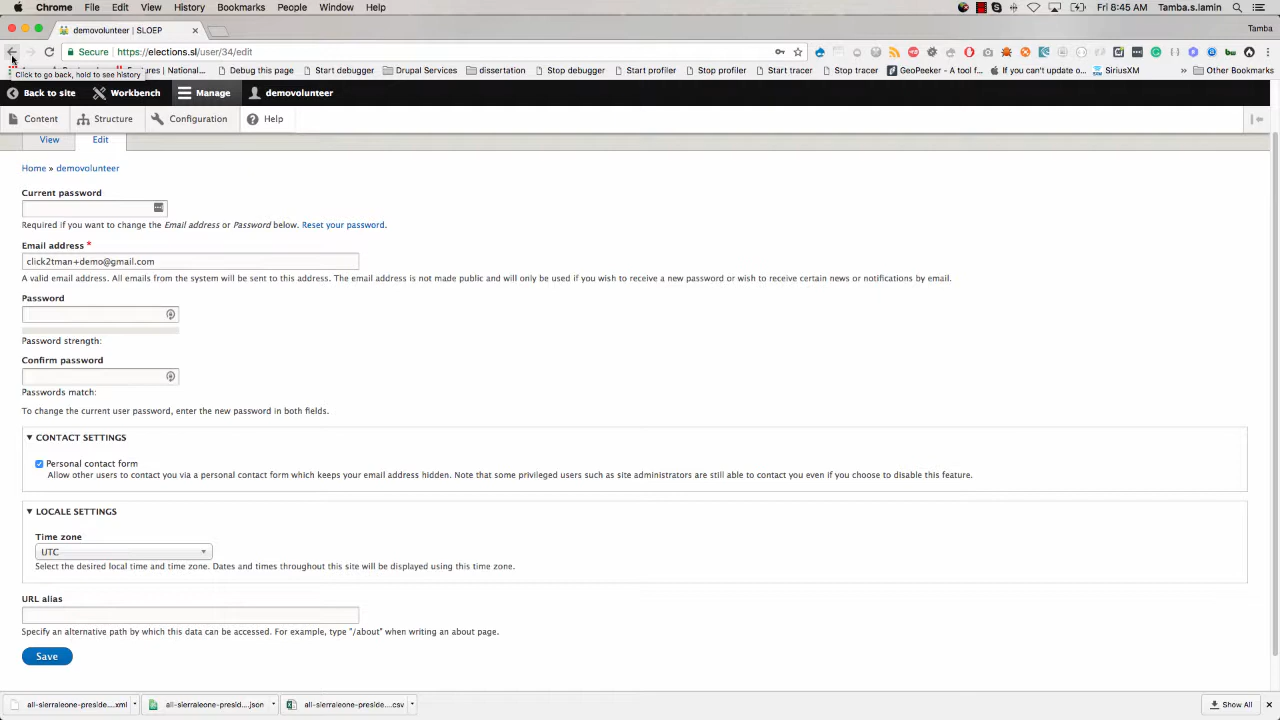 Chrome File Edit View History Bookmarks People Window Help Fri 8:45 AM Tamba.s.lamin
demovolunteer | SLOEP Tamba
Secure https://elections.sl/user/34/edit
Features | National... Debug this page Start debugger Drupal Services dissertation Stop debugger Start profiler Stop profiler Start tracer Stop tracer GeoPeeker - A tool f... If you can't update o... SiriusXM » Other Bookmarks
Click to go back, hold to see history
Back to site Workbench Manage demovolunteer
Content Structure Configuration Help
View Edit
Home » demovolunteer
Current password
Required if you want to change the Email address or Password below. Reset your password.
Email address *
click2tman+demo@gmail.com
A valid email address. All emails from the system will be sent to this address. The email address is not made public and will only be used if you wish to receive a new password or wish to receive certain news or notifications by email.
Password
Password strength:
Confirm password
Passwords match:
To change the current user password, enter the new password in both fields.
▼ CONTACT SETTINGS
Personal contact form
Allow other users to contact you via a personal contact form which keeps your email address hidden. Note that some privileged users such as site administrators are still able to contact you even if you choose to disable this feature.
▼ LOCALE SETTINGS
Time zone
UTC
Select the desired local time and time zone. Dates and times throughout this site will be displayed using this time zone.
URL alias
Specify an alternative path by which this data can be accessed. For example, type "/about" when writing an about page.
Save
all-sierraleone-preside....xml all-sierraleone-presid....json all-sierraleone-preside....csv Show All